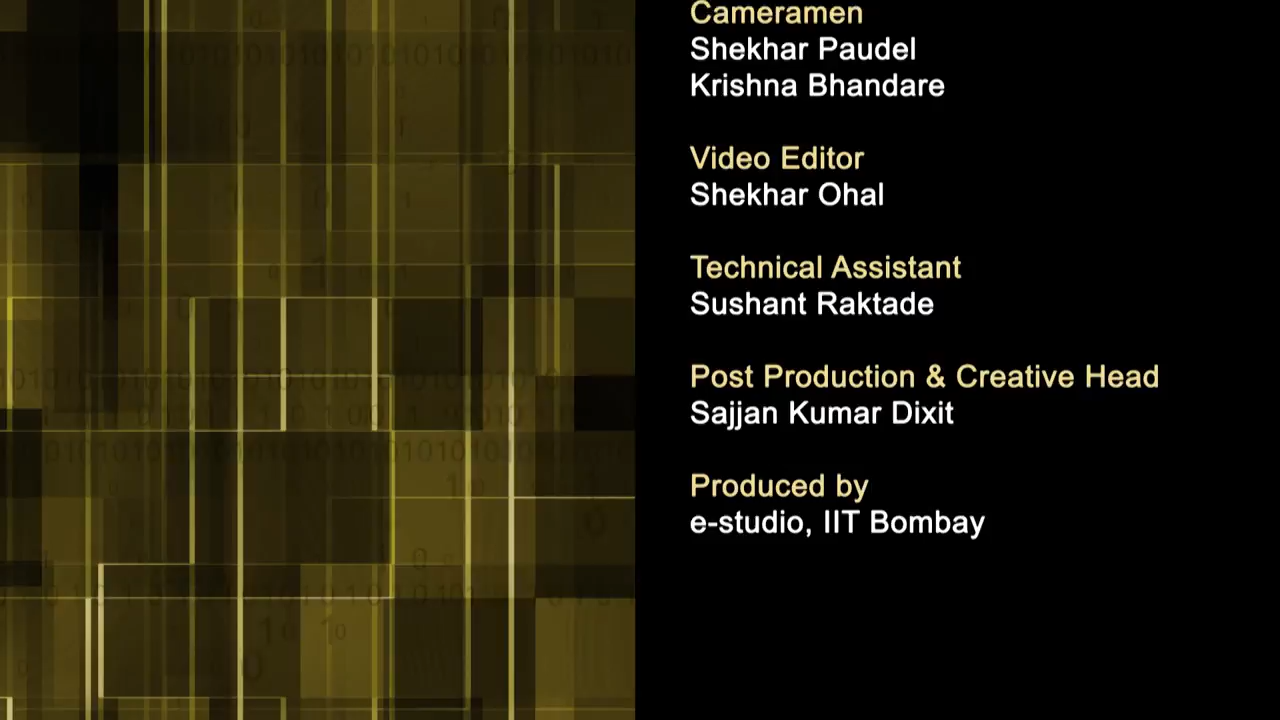 Cameramen
Shekhar Paudel
Krishna Bhandare
Video Editor
Shekhar Ohal
Technical Assistant
Sushant Raktade
Post Production & Creative Head
Sajjan Kumar Dixit
Produced by
e-studio, IIT Bombay